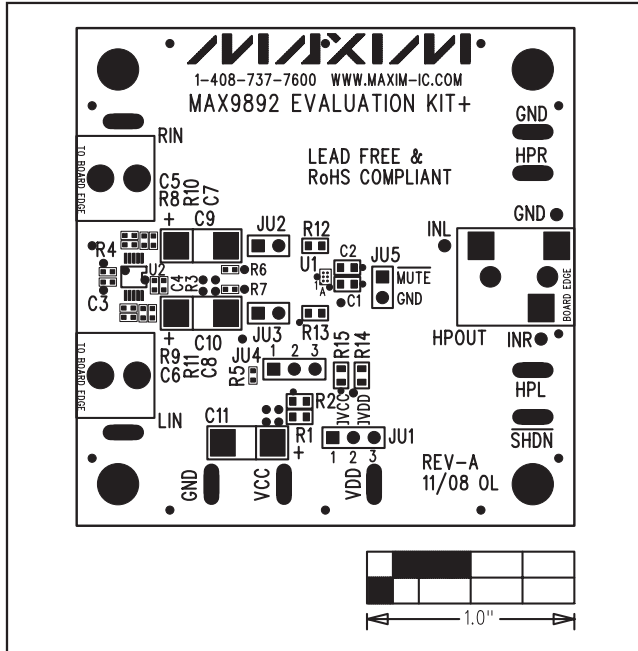 MAXIM
1-408-737-7600 WWW.MAXIM-IC.COM
MAX9892 EVALUATION KIT+
GND
RIN
HPR
LEAD FREE &
RoHS COMPLIANT
TO BOARD EDGE
C5
R8
R10
C7
+
C9
JU2
R12
GND
INL
R4
U2
C4
R3
R6
R7
U1
1
A
C2
C1
JU5
MUTE
GND
BOARD EDGE
C3
+
C10
JU3
R13
HPOUT
INR
R9
C6
R11
C8
JU4
1 2 3
R5
R15
R14
HPL
TO BOARD EDGE
LIN
C11
R2
R1
+
VCC
VDD
JU1
1 2 3
SHDN
GND
VCC
VDD
REV-A
11/08 OL
1.0"